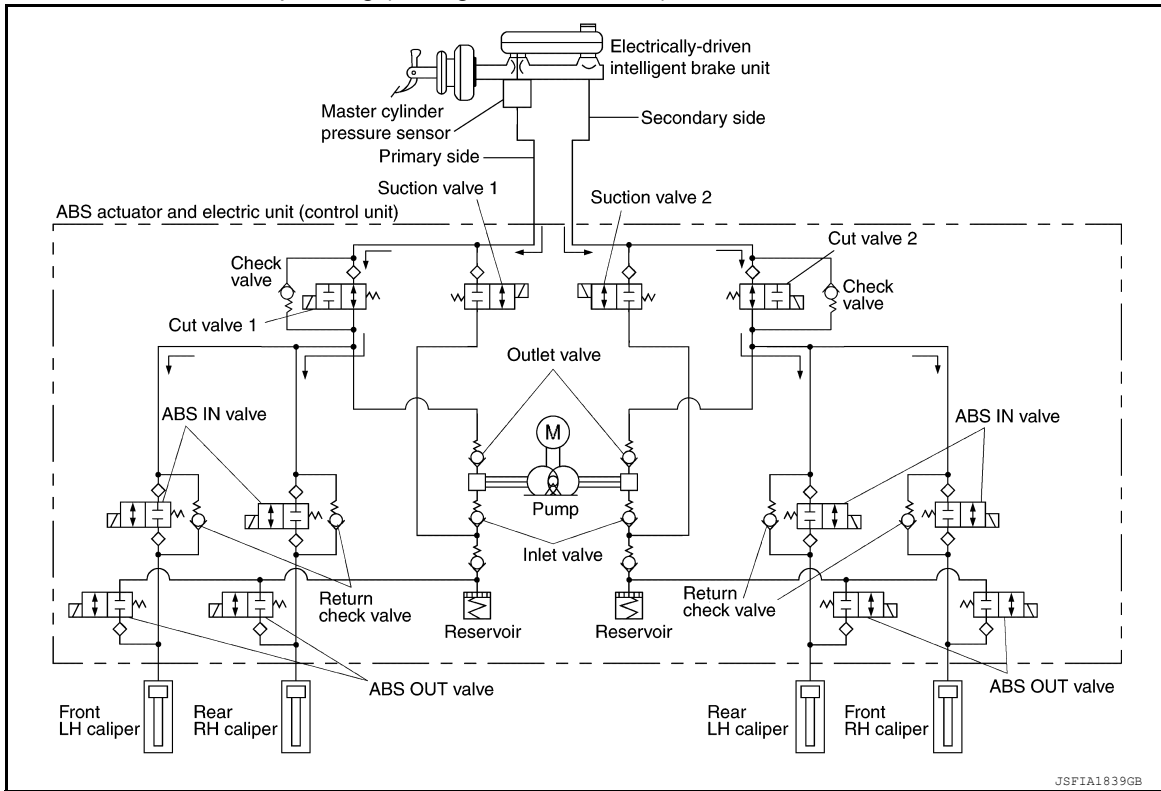 Electrically-driven
intelligent brake unit
Master cylinder
pressure sensor
Secondary side
Primary side
Suction valve 1
Suction valve 2
ABS actuator and electric unit (control unit)
Cut valve 2
Check
valve
Check
valve
Cut valve 1
Outlet valve
ABS IN valve
ABS IN valve
M
Pump
Inlet valve
Return
check valve
Return
check valve
Reservoir
Reservoir
ABS OUT valve
ABS OUT valve
Front
LH caliper
Rear
RH caliper
Rear
LH caliper
Front
RH caliper
JSFIA1839GB